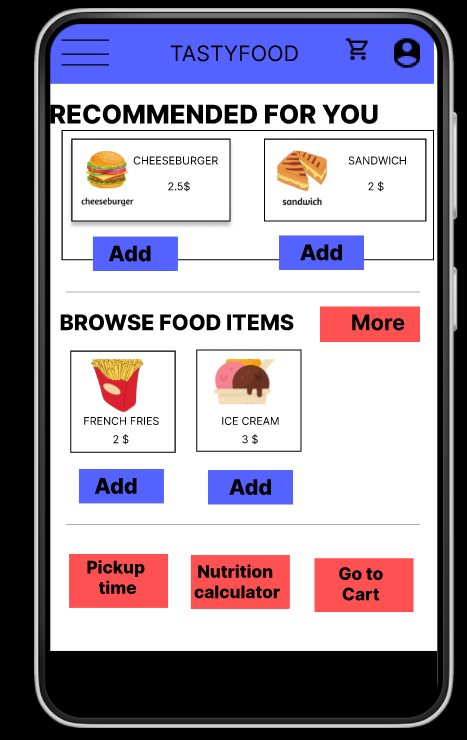 TASTYFOOD
RECOMMENDED FOR YOU
CHEESEBURGER
2.5$
cheeseburger
SANDWICH
2 $
sandwich
Add
Add
BROWSE FOOD ITEMS
More
FRENCH FRIES
2 $
ICE CREAM
3 $
Add
Add
Pickup
time
Nutrition
calculator
Go to
Cart